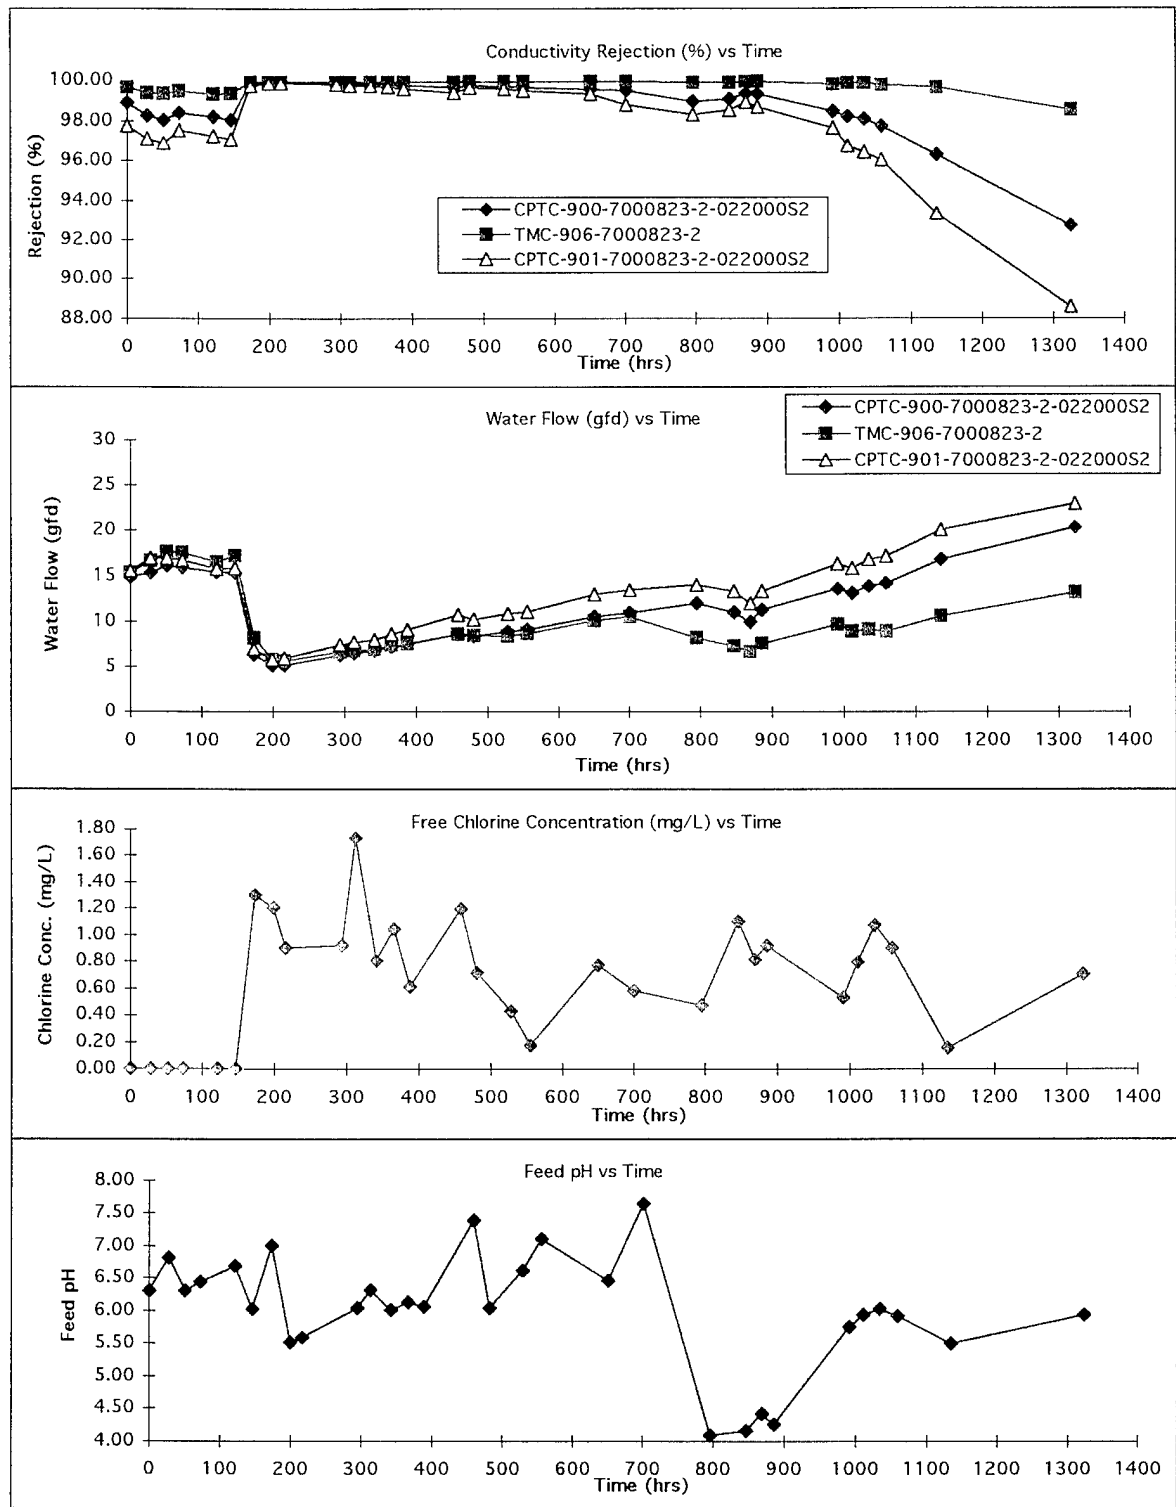 Conductivity Rejection (%) vs Time
100.00
98.00
96.00
94.00
92.00
90.00
88.00
Rejection (%)
CPTC-900-7000823-2-022000S2
TMC-906-7000823-2
CPTC-901-7000823-2-022000S2
0 100 200 300 400 500 600 700 800 900 1000 1100 1200 1300 1400
Time (hrs)
Water Flow (gfd) vs Time
CPTC-900-7000823-2-022000S2
TMC-906-7000823-2
CPTC-901-7000823-2-022000S2
30
25
20
15
10
5
0
Water Flow (gfd)
0 100 200 300 400 500 600 700 800 900 1000 1100 1200 1300 1400
Time (hrs)
Free Chlorine Concentration (mg/L) vs Time
1.80
1.60
1.40
1.20
1.00
0.80
0.60
0.40
0.20
0.00
Chlorine Conc. (mg/L)
0 100 200 300 400 500 600 700 800 900 1000 1100 1200 1300 1400
Time (hrs)
Feed pH vs Time
8.00
7.50
7.00
6.50
6.00
5.50
5.00
4.50
4.00
Feed pH
0 100 200 300 400 500 600 700 800 900 1000 1100 1200 1300 1400
Time (hrs)